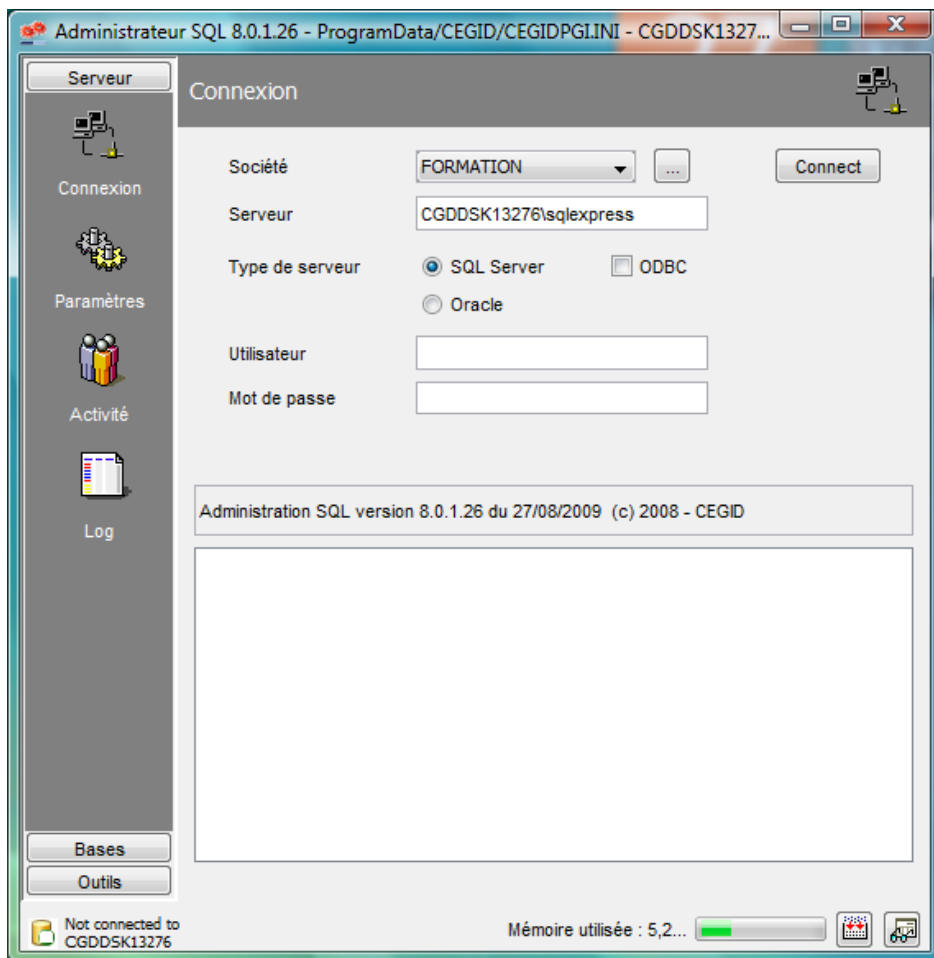 Administrateur SQL 8.0.1.26 - ProgramData/CEGID/CEGIDPGI.INI - CGDDSK1327...
Serveur
Connexion
Paramètres
Activité
Log
Bases
Outils
Connexion
Société
FORMATION
...
Connect
Serveur
CGDDSK13276\sqlexpress
Type de serveur
SQL Server
ODBC
Oracle
Utilisateur
Mot de passe
Administration SQL version 8.0.1.26 du 27/08/2009 (c) 2008 - CEGID
Not connected to
CGDDSK13276
Mémoire utilisée : 5,2...